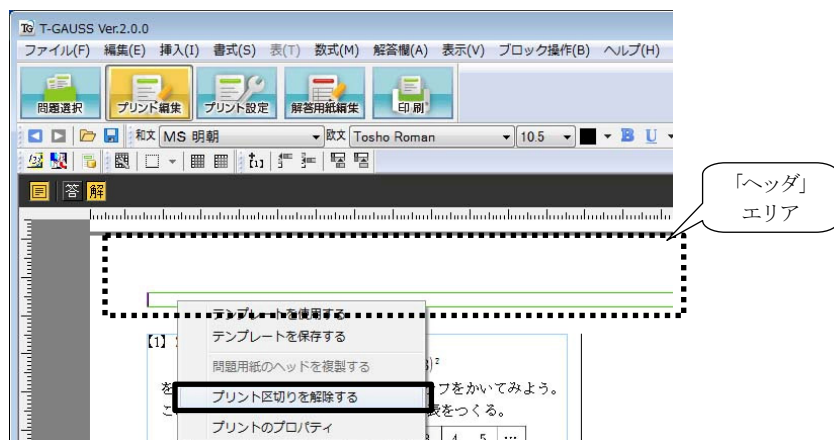 TG T-GAUSS Ver.2.0.0
ファイル(F) 編集(E) 挿入(I) 書式(S) 表(T) 数式(M) 解答欄(A) 表示(V) ブロック操作(B) ヘルプ(H)
問題選択 プリント編集 プリント設定 解答用紙編集 印刷
和文 MS 明朝 欧文 Tosho Roman 10.5 B U
答 解
「ヘッダ」
エリア
テンプレートを使用する
テンプレートを保存する
【1】
問題用紙のヘッドを複製する )²
を プリント区切りを解除する フをかいてみよう。
こ 表をつくる。
プリントのプロパティ 3 4 5 …